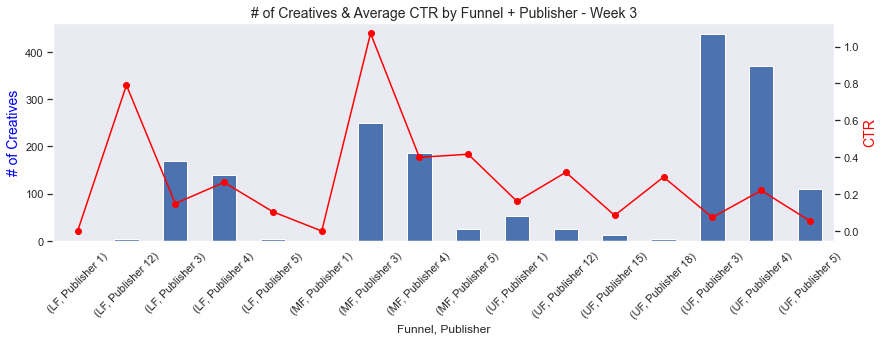 # of Creatives & Average CTR by Funnel + Publisher - Week 3
# of Creatives
400
300
200
100
0
1.0
0.8
0.6
0.4
0.2
0.0
CTR
(LF, Publisher 1)
(LF, Publisher 12)
(LF, Publisher 3)
(LF, Publisher 4)
(LF, Publisher 5)
(MF, Publisher 1)
(MF, Publisher 3)
(MF, Publisher 4)
(MF, Publisher 5)
(UF, Publisher 1)
(UF, Publisher 12)
(UF, Publisher 15)
(UF, Publisher 18)
(UF, Publisher 3)
(UF, Publisher 4)
(UF, Publisher 5)
Funnel, Publisher